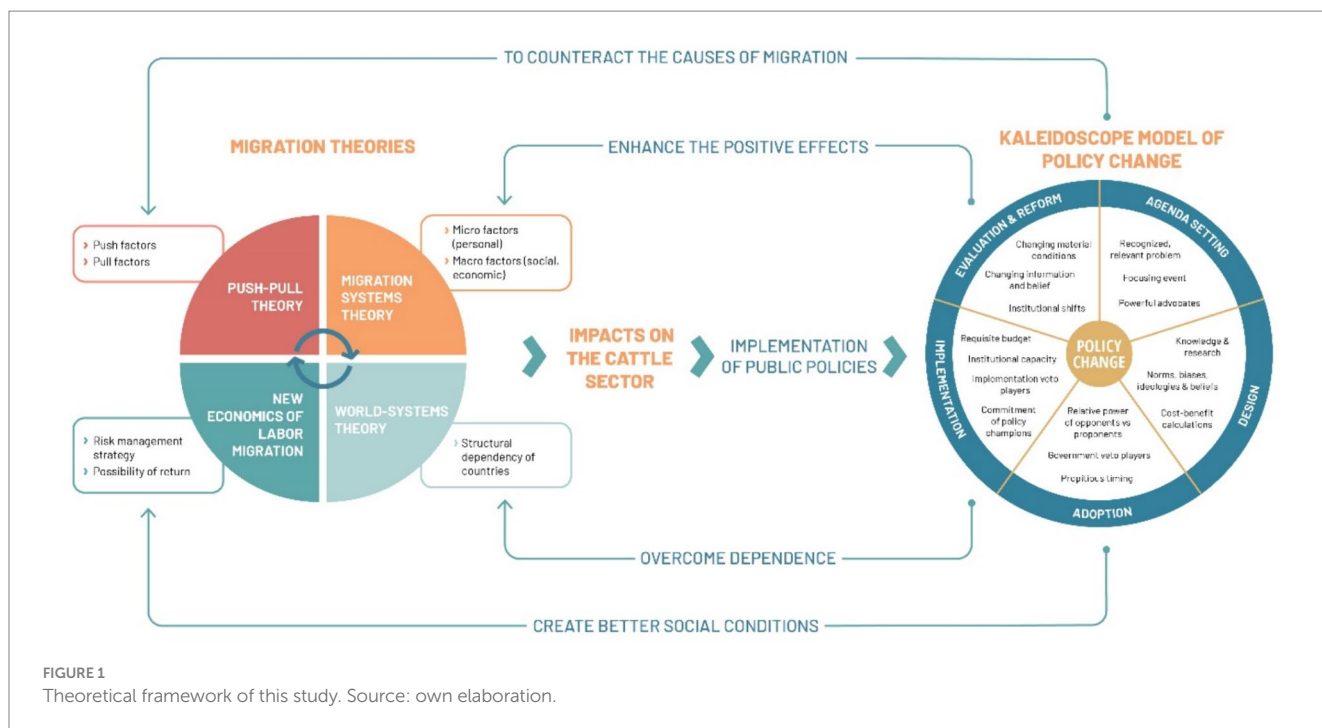 TO COUNTERACT THE CAUSES OF MIGRATION
MIGRATION THEORIES
ENHANCE THE POSITIVE EFFECTS
KALEIDOSCOPE MODEL OF
POLICY CHANGE
› Push factors
› Pull factors
PUSH-PULL
THEORY
MIGRATION
SYSTEMS
THEORY
› Micro factors
(personal)
› Macro factors (social,
economic)
NEW
ECONOMICS OF
LABOR
MIGRATION
WORLD-SYSTEMS
THEORY
› Risk management
strategy
› Possibility of return
› Structural
dependency of
countries
IMPACTS ON
THE CATTLE
SECTOR
IMPLEMENTATION
OF PUBLIC POLICIES
EVALUATION & REFORM
Changing material
conditions
Changing information
and belief
Institutional shifts
AGENDA SETTING
Recognized,
relevant problem
Focusing event
Powerful advocates
POLICY
CHANGE
IMPLEMENTATION
Requisite budget
Institutional capacity
Implementation veto
players
Commitment
of policy
champions
DESIGN
Knowledge &
research
Norms, biases,
ideologies & beliefs
Cost-benefit
calculations
Relative power
of opponents vs
proponents
Government veto players
Propitious timing
ADOPTION
OVERCOME DEPENDENCE
CREATE BETTER SOCIAL CONDITIONS
FIGURE 1
Theoretical framework of this study. Source: own elaboration.